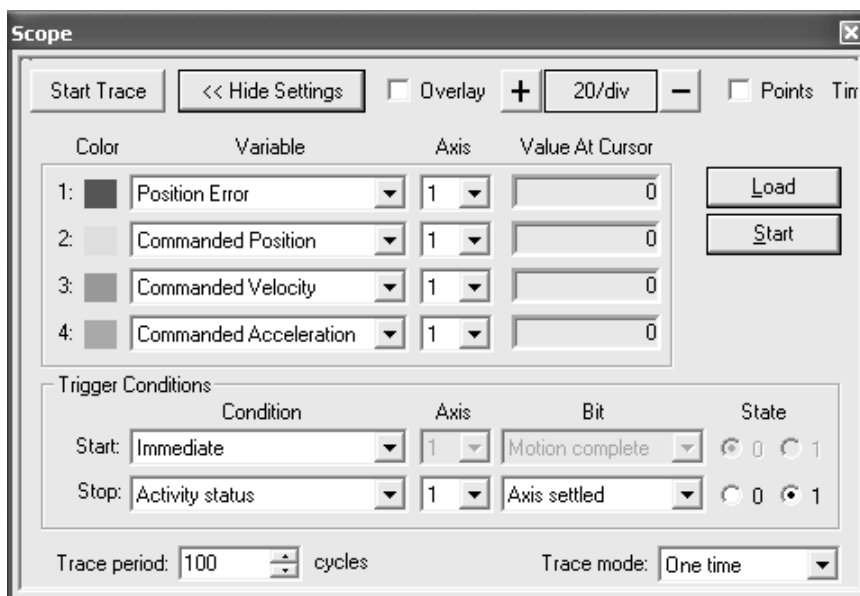 Scope
Start Trace << Hide Settings Overlay + 20/div − Points Tim
Color Variable Axis Value At Cursor
1: Position Error 1 0 Load
2: Commanded Position 1 0 Start
3: Commanded Velocity 1 0
4: Commanded Acceleration 1 0
Trigger Conditions
Condition Axis Bit State
Start: Immediate 1 Motion complete 0 1
Stop: Activity status 1 Axis settled 0 1
Trace period: 100 cycles Trace mode: One time